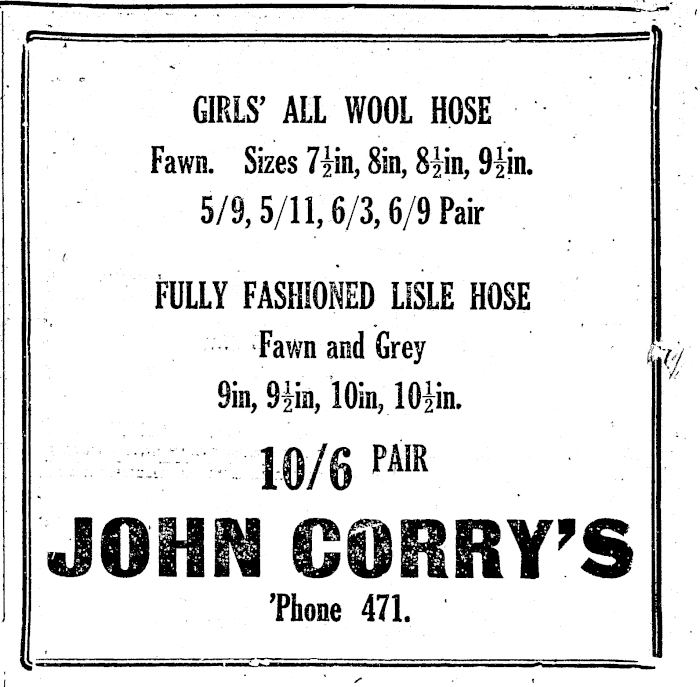 GIRLS' ALL WOOL HOSE
Fawn. Sizes 7½in, 8in, 8½in, 9½in.
5/9, 5/11, 6/3, 6/9 Pair
FULLY FASHIONED LISLE HOSE
Fawn and Grey
9in, 9½in, 10in, 10½in.
10/6 PAIR
JOHN CORRY'S
'Phone 471.